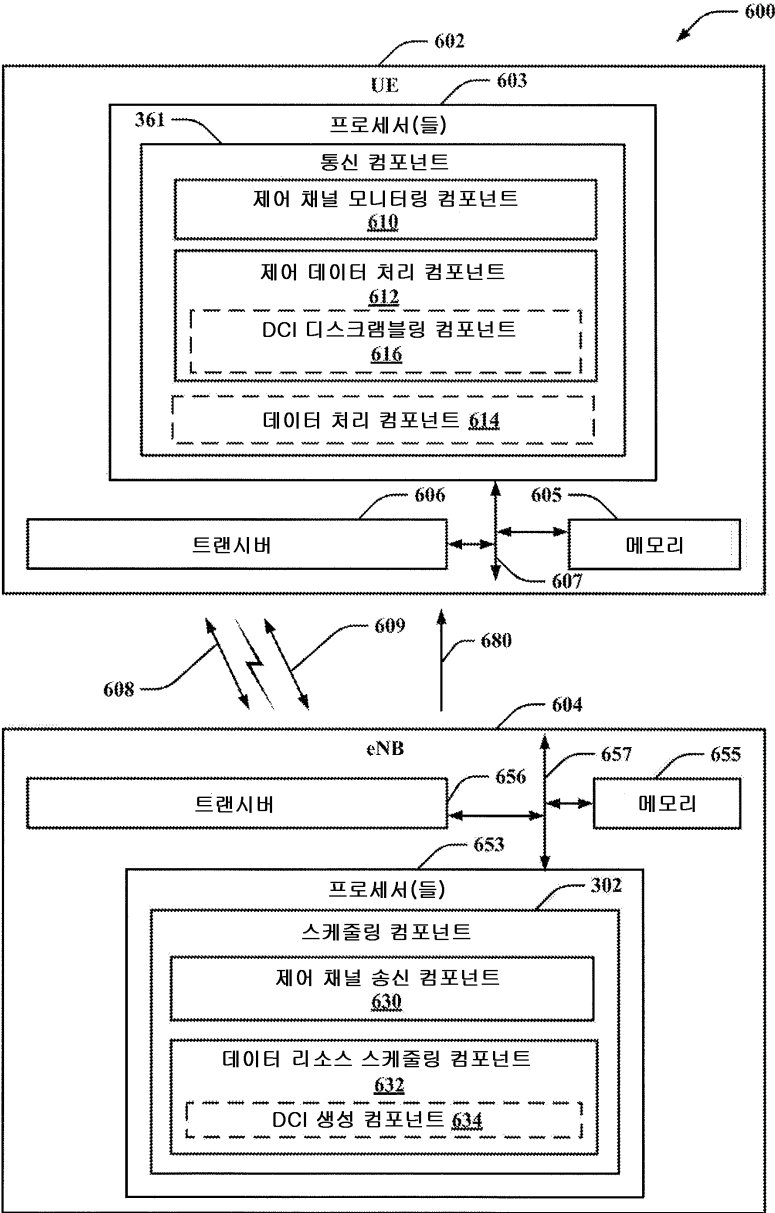 600
602
UE
603
프로세서(들)
361
통신 컴포넌트
제어 채널 모니터링 컴포넌트
610
제어 데이터 처리 컴포넌트
612
DCI 디스크램블링 컴포넌트
616
데이터 처리 컴포넌트 614
606
605
트랜시버
메모리
607
608
609
680
604
eNB
657
655
656
트랜시버
메모리
653
프로세서(들)
302
스케줄링 컴포넌트
제어 채널 송신 컴포넌트
630
데이터 리소스 스케줄링 컴포넌트
632
DCI 생성 컴포넌트 634